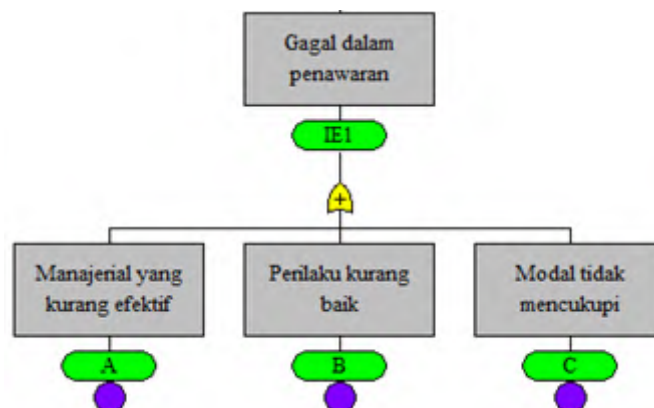 Gagal dalam
penawaran
IE1
+
Manajerial yang
kurang efektif
Perilaku kurang
baik
Modal tidak
mencukupi
A
B
C